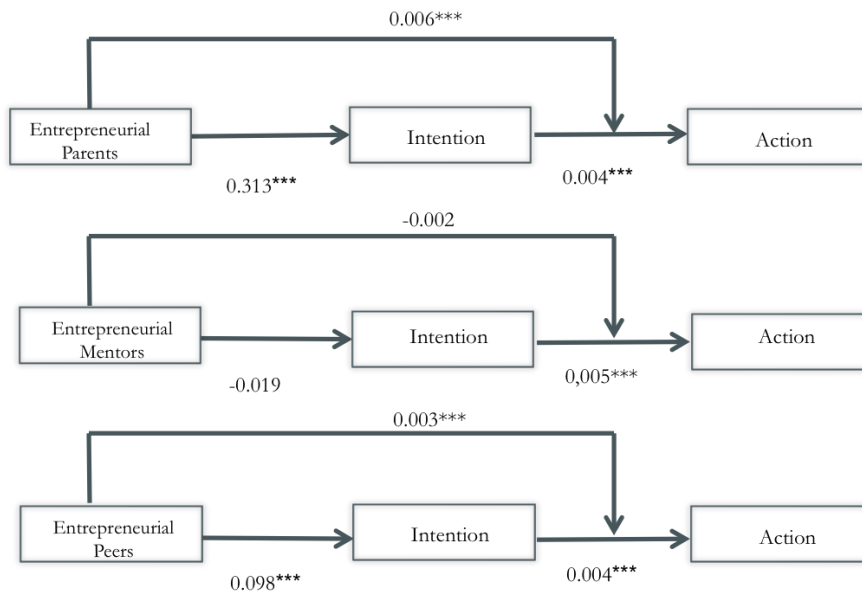 0.006***
Entrepreneurial
Parents
Intention
Action
0.313***
0.004***
-0.002
Entrepreneurial
Mentors
Intention
Action
-0.019
0,005***
0.003***
Entrepreneurial
Peers
Intention
Action
0.098***
0.004***